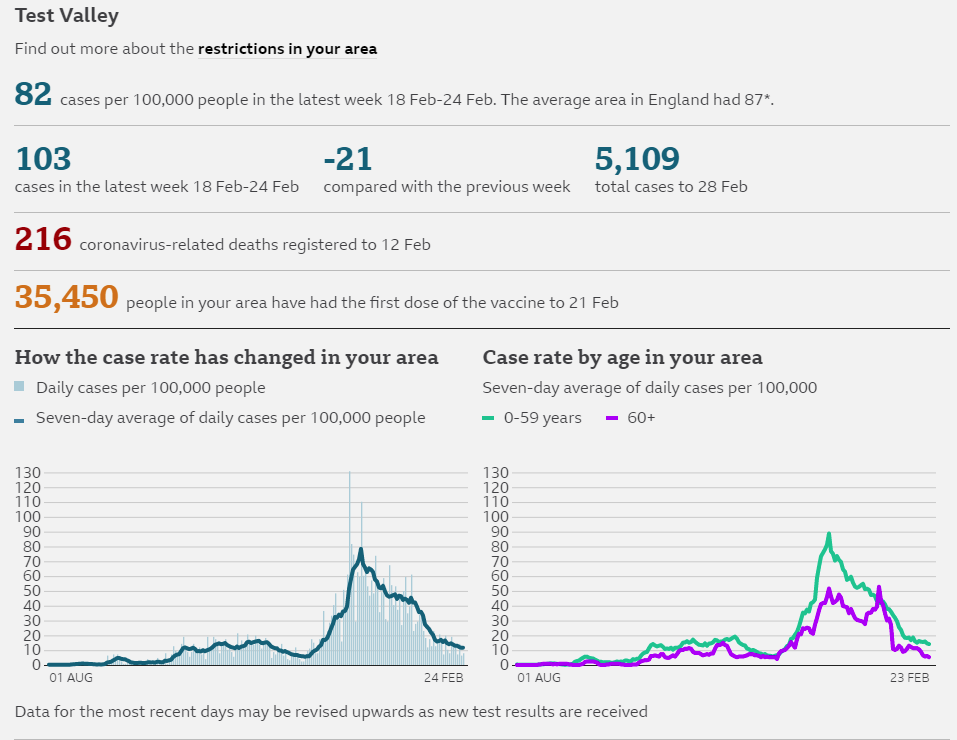 Test Valley
Find out more about the restrictions in your area
82 cases per 100,000 people in the latest week 18 Feb-24 Feb. The average area in England had 87*.
103 -21 5,109
cases in the latest week 18 Feb-24 Feb compared with the previous week total cases to 28 Feb
216 coronavirus-related deaths registered to 12 Feb
35,450 people in your area have had the first dose of the vaccine to 21 Feb
How the case rate has changed in your area
Daily cases per 100,000 people
Seven-day average of daily cases per 100,000 people
130
120
110
100
90
80
70
60
50
40
30
20
10
0
01 AUG 24 FEB
Case rate by age in your area
Seven-day average of daily cases per 100,000
0-59 years 60+
130
120
110
100
90
80
70
60
50
40
30
20
10
0
01 AUG 23 FEB
Data for the most recent days may be revised upwards as new test results are received